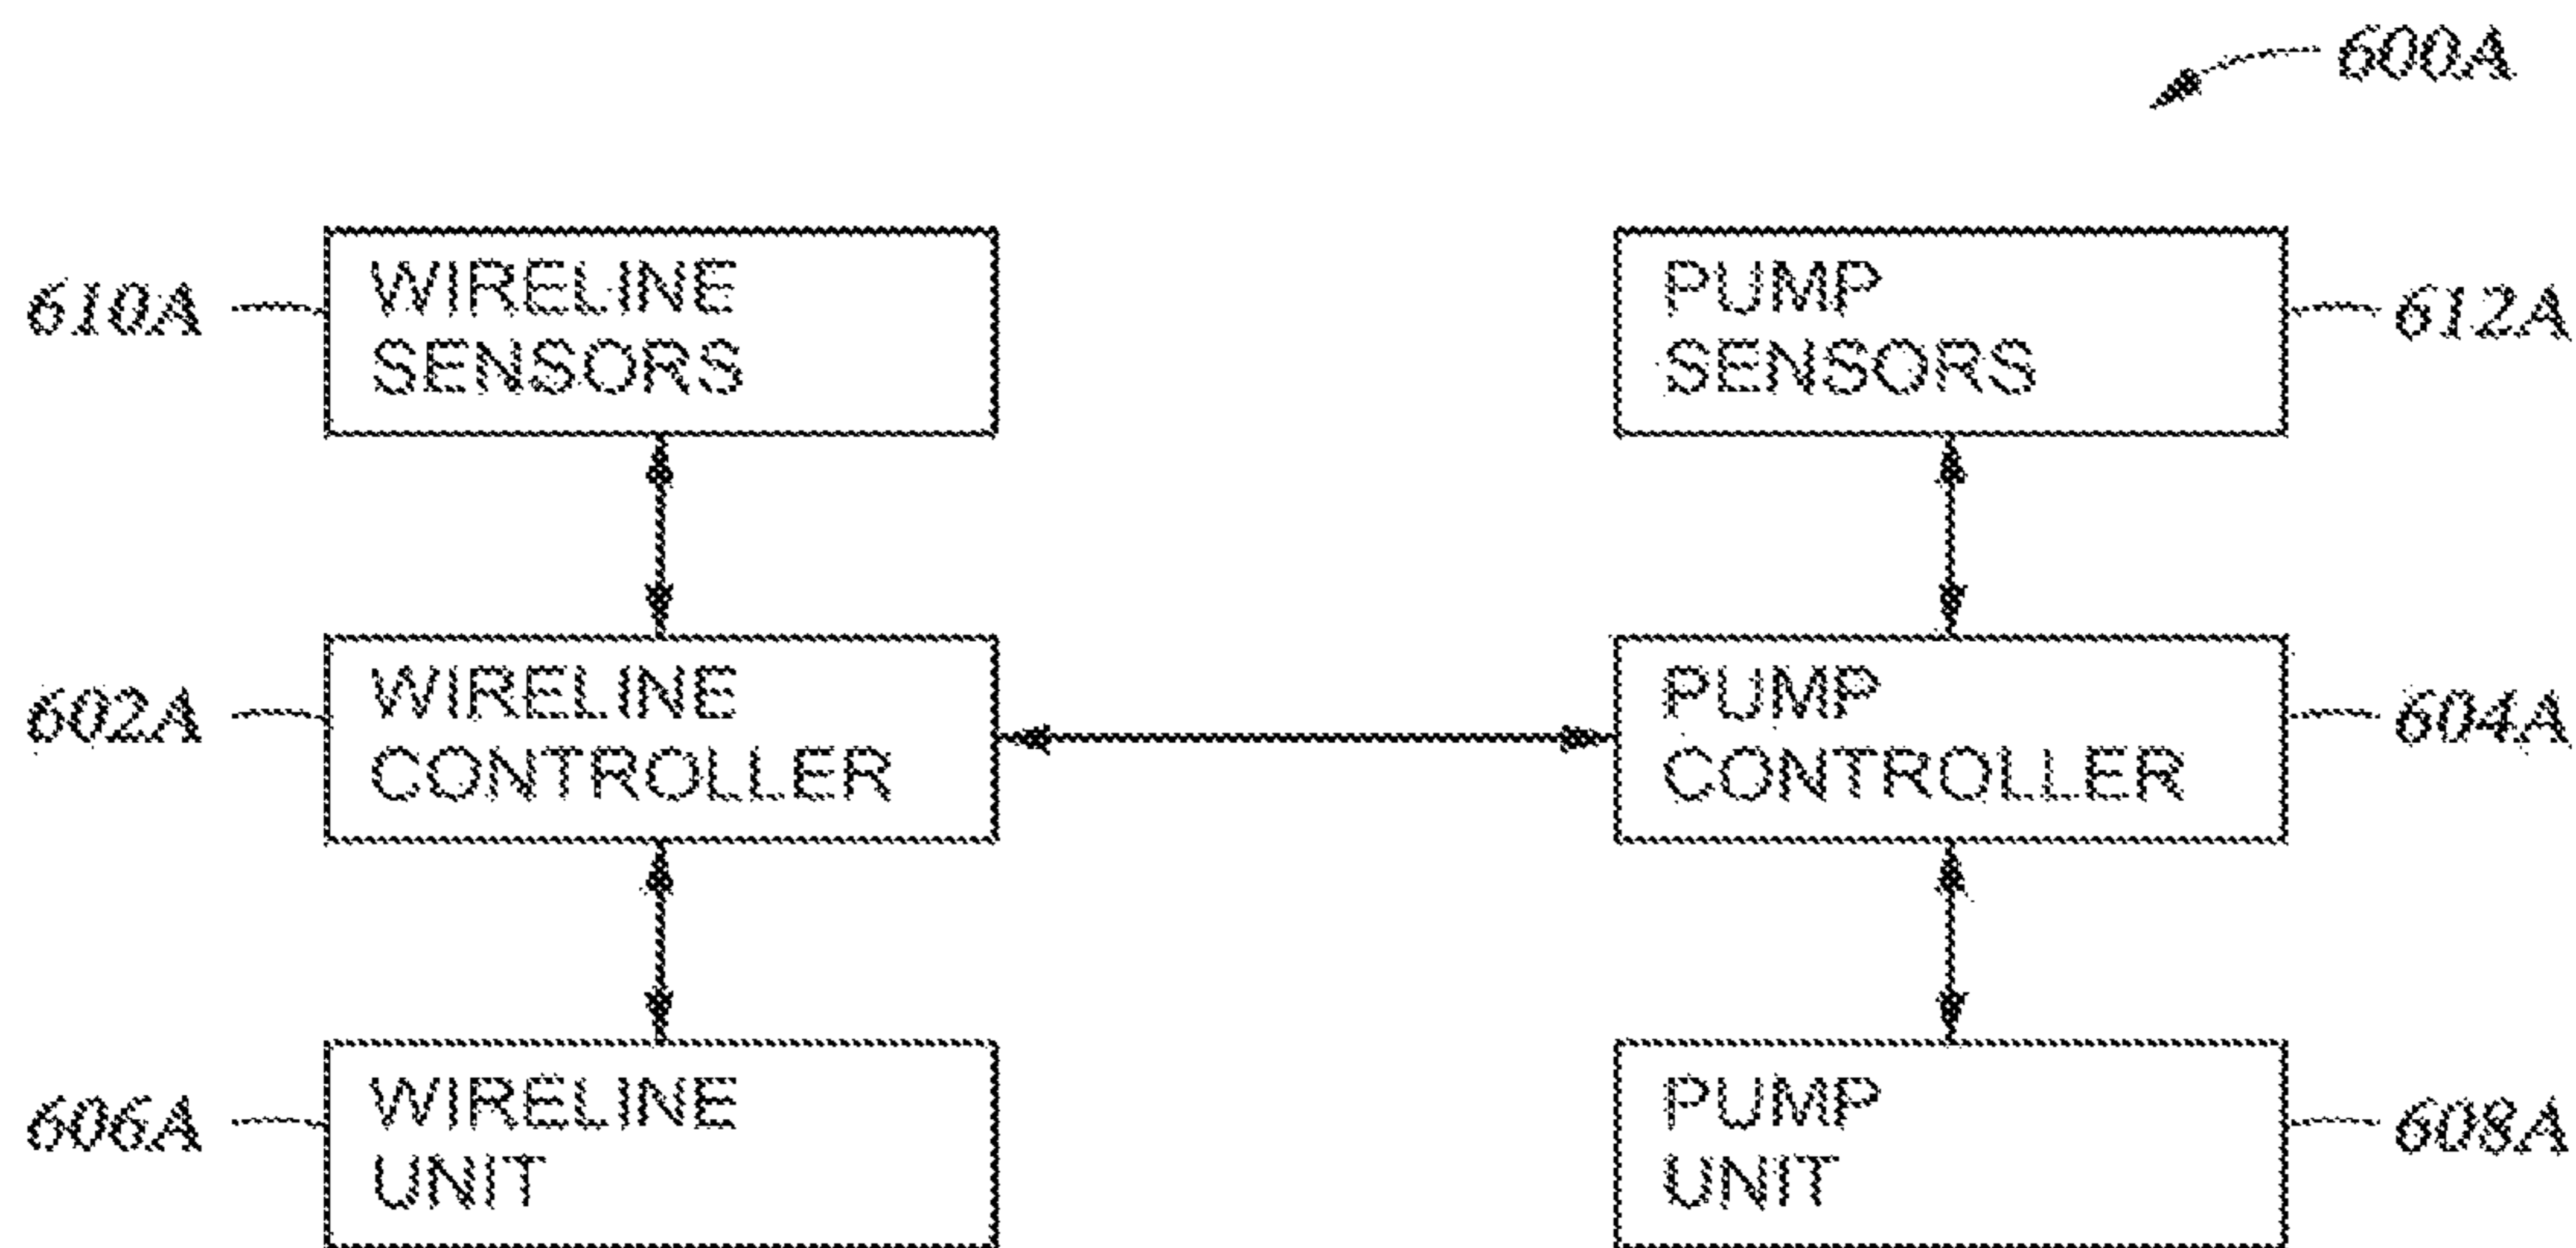 600A
610A
WIRELINE
SENSORS
PUMP
SENSORS
612A
602A
WIRELINE
CONTROLLER
PUMP
CONTROLLER
604A
606A
WIRELINE
UNIT
PUMP
UNIT
608A